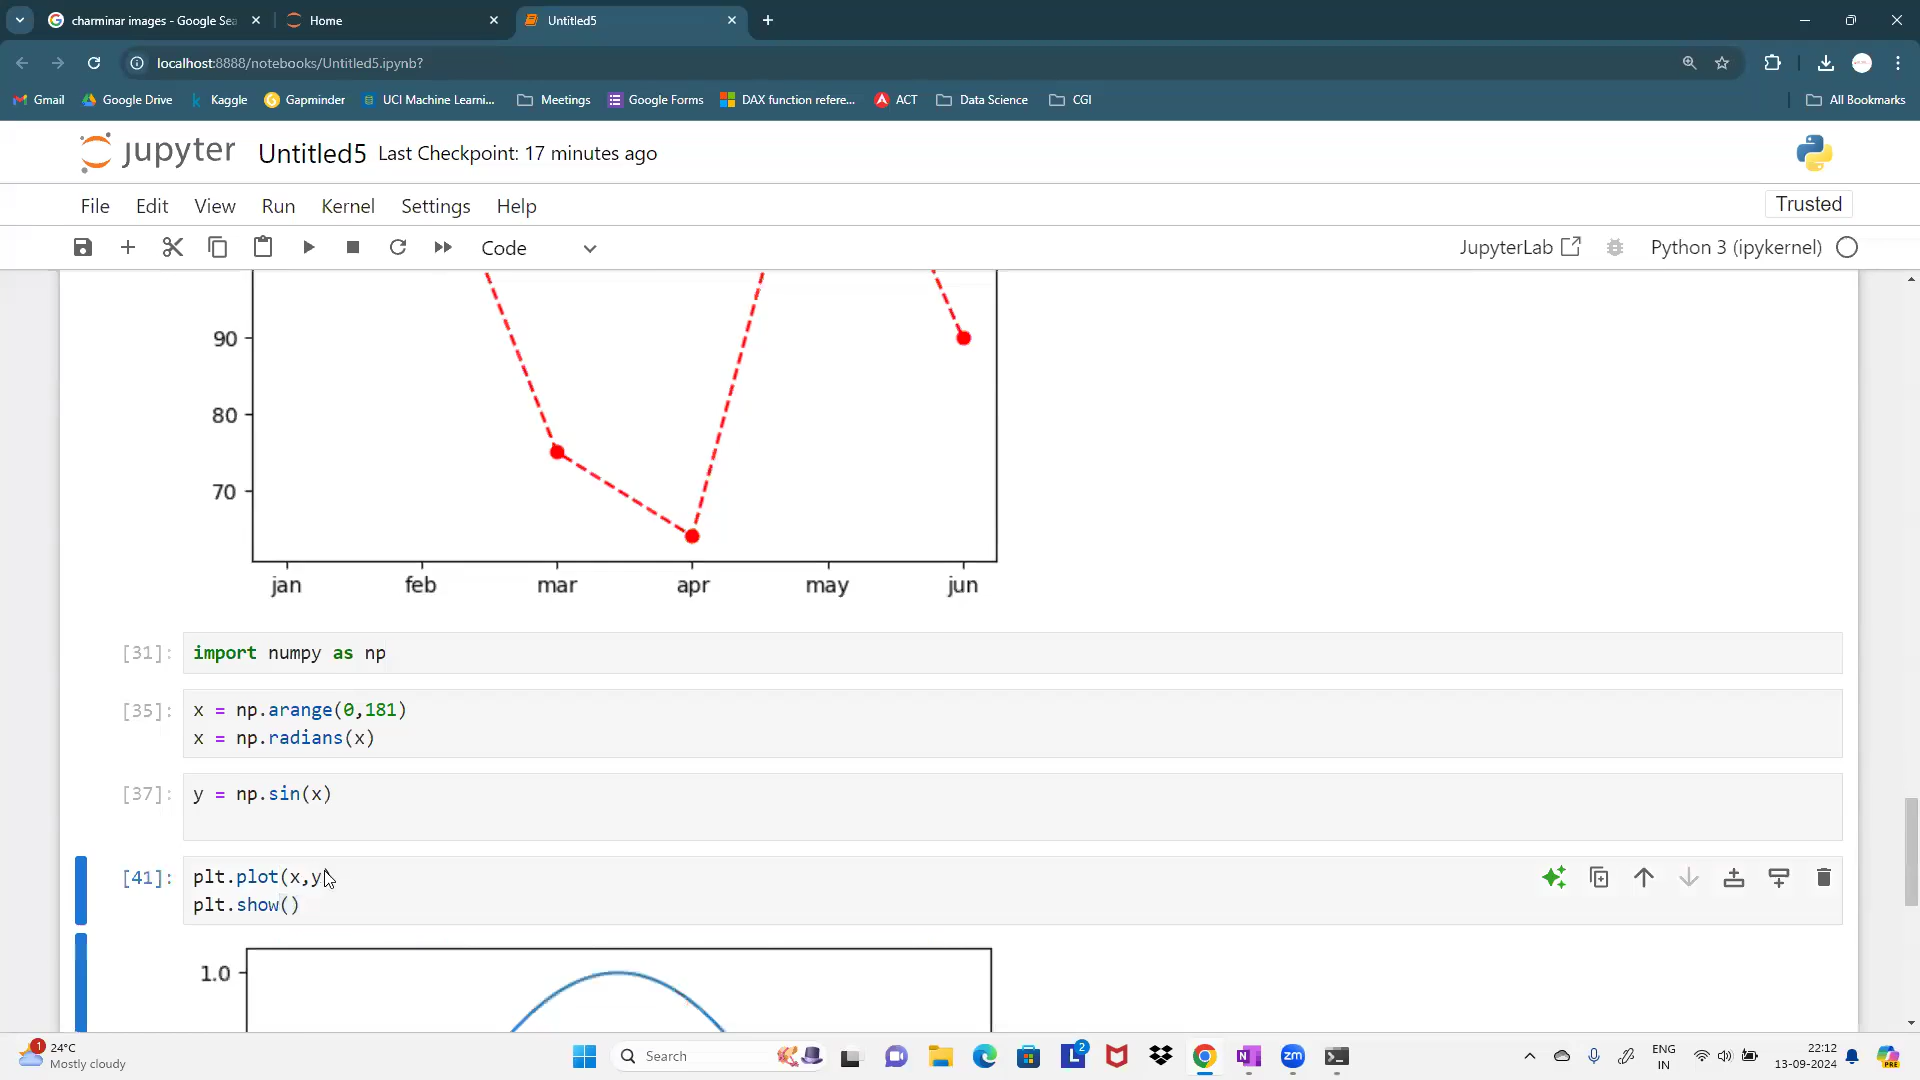 charminar images - Google Sea
Home
Untitled5
localhost:8888/notebooks/Untitled5.ipynb?
Gmail
Google Drive
Kaggle
Gapminder
UCI Machine Learni...
Meetings
Google Forms
DAX function refere...
ACT
Data Science
CGI
All Bookmarks
jupyter
Untitled5
Last Checkpoint: 17 minutes ago
File
Edit
View
Run
Kernel
Settings
Help
Trusted
Code
JupyterLab
Python 3 (ipykernel)
90
80
70
jan
feb
mar
apr
may
jun
[31]:
import numpy as np
[35]:
x = np.arange(0,181)
x = np.radians(x)
[37]:
y = np.sin(x)
[41]:
plt.plot(x,y)
plt.show()
1.0
1
24°C
Mostly cloudy
Search
2
zm
ENG
IN
22:12
13-09-2024
PRE